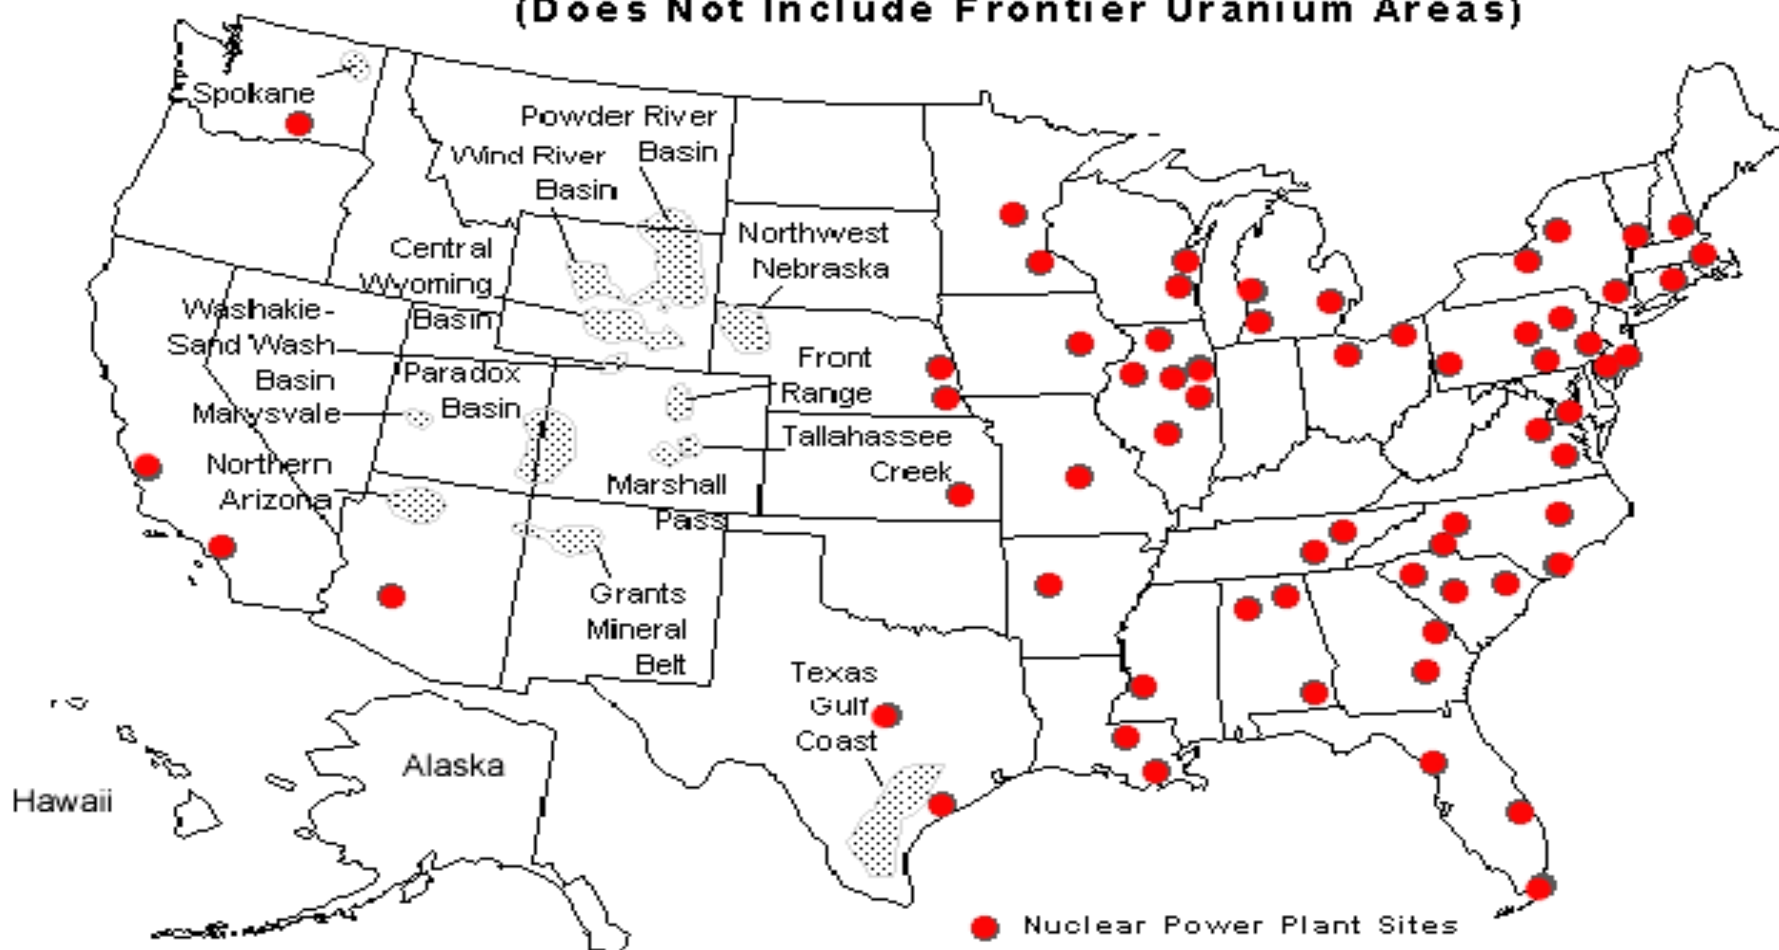 (Does Not Include Frontier Uranium Areas)
Spokane
Powder River
Basin
Wind River
Basin
Central
Wyoming
Basin
Northwest
Nebraska
Washakie-
Sand Wash
Basin
Paradox
Basin
Front
Range
Marysvale
Tallahassee
Creek
Northern
Arizona
Marshall
Pass
Grants
Mineral
Belt
Texas
Gulf
Coast
Alaska
Hawaii
Nuclear Power Plant Sites